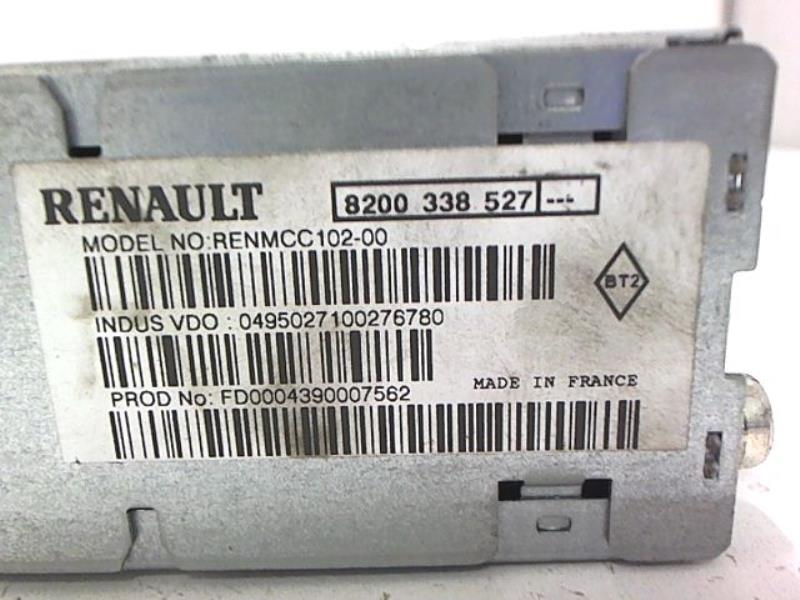 RENAULT
8200 338 527 ---
MODEL NO:RENMCC102-00
BT2
INDUS VDO : 0495027100276780
MADE IN FRANCE
PROD No: FD0004390007562